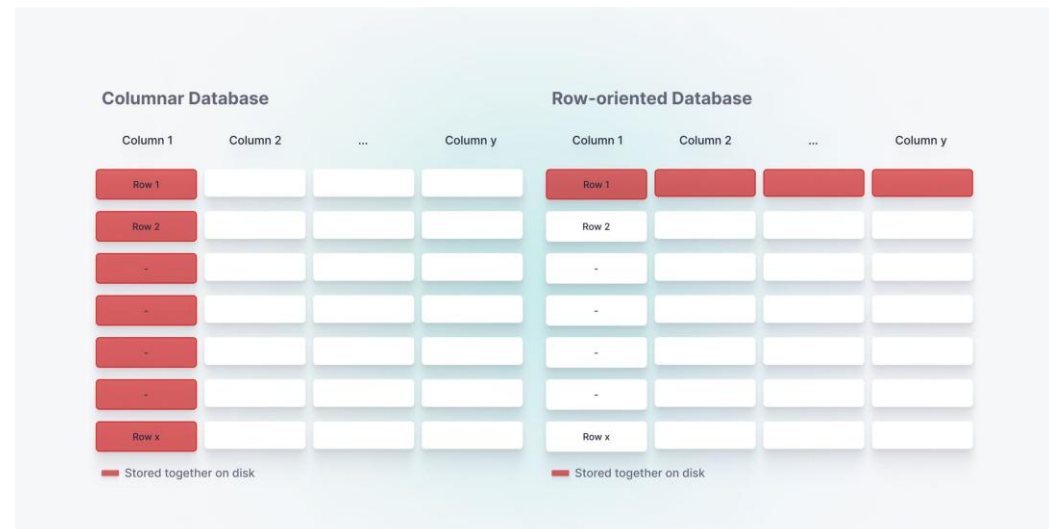 Columnar Database
Column 1 Column 2 ... Column y
Row 1
Row 2
-
-
-
-
Row x
Stored together on disk
Row-oriented Database
Column 1 Column 2 ... Column y
Row 1
Row 2
-
-
-
-
Row x
Stored together on disk